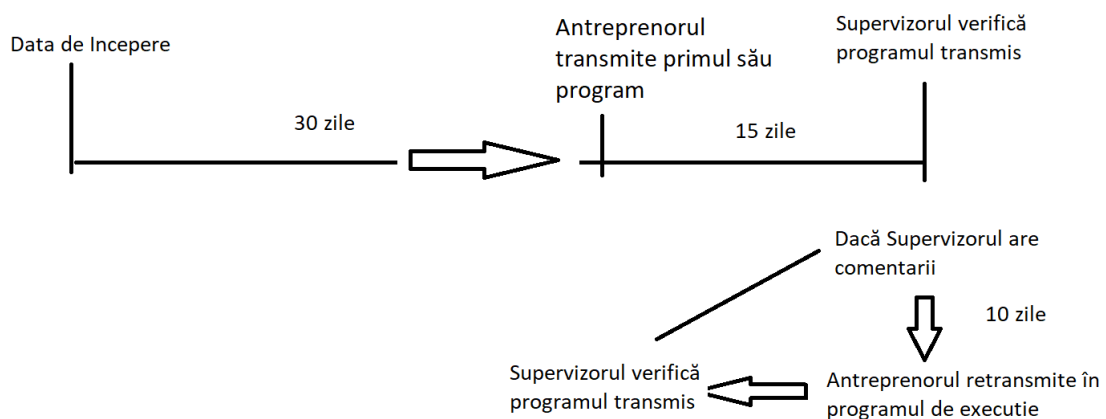 Data de Incepere
Antreprenorul
transmite primul său
program
Supervizorul verifică
programul transmis
30 zile
15 zile
Dacă Supervizorul are
comentarii
10 zile
Supervizorul verifică
programul transmis
Antreprenorul retransmite în
programul de executie